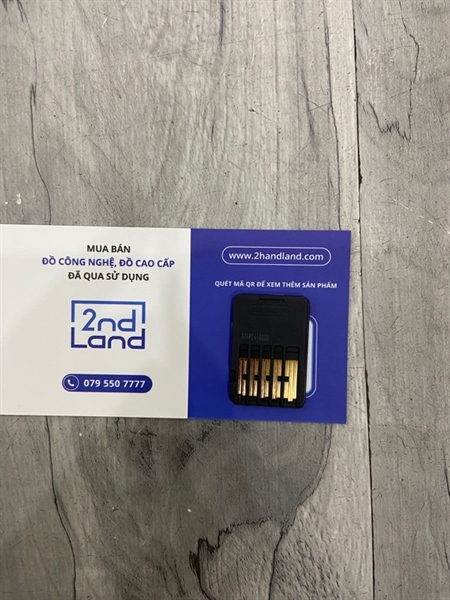 MUA BÁN
ĐỒ CÔNG NGHỆ, ĐỒ CAO CẤP
ĐÃ QUA SỬ DỤNG
2nd
Land
079 550 7777
www.2handland.com
QUÉT MÃ QR ĐỂ XEM THÊM SẢN PHẨM